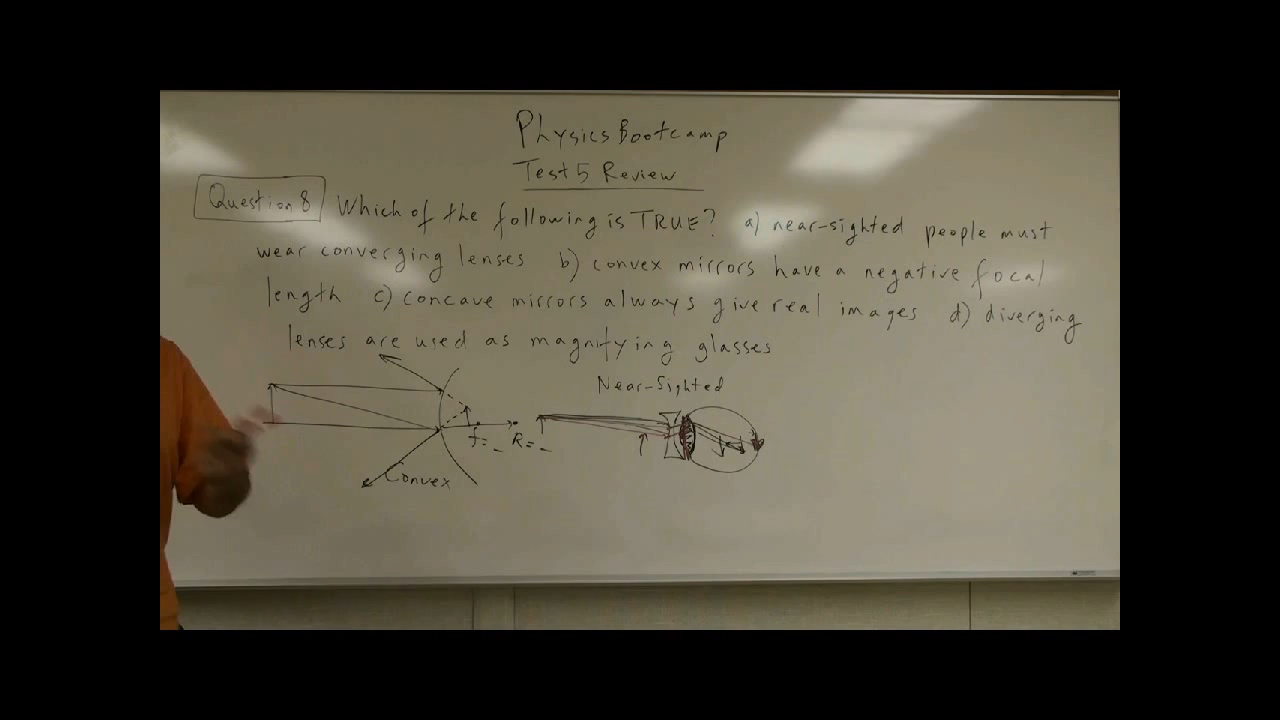 Physics Bootcamp
Test 5 Review
Question 8 Which of the following is TRUE? a) near-sighted people must
wear converging lenses b) convex mirrors have a negative focal
length c) concave mirrors always give real images d) diverging
lenses are used as magnifying glasses
Near-Sighted
f = - R = -
Convex